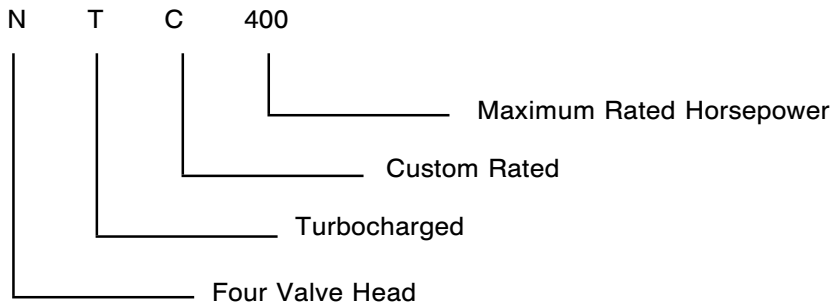 N T C 400
Maximum Rated Horsepower
Custom Rated
Turbocharged
Four Valve Head